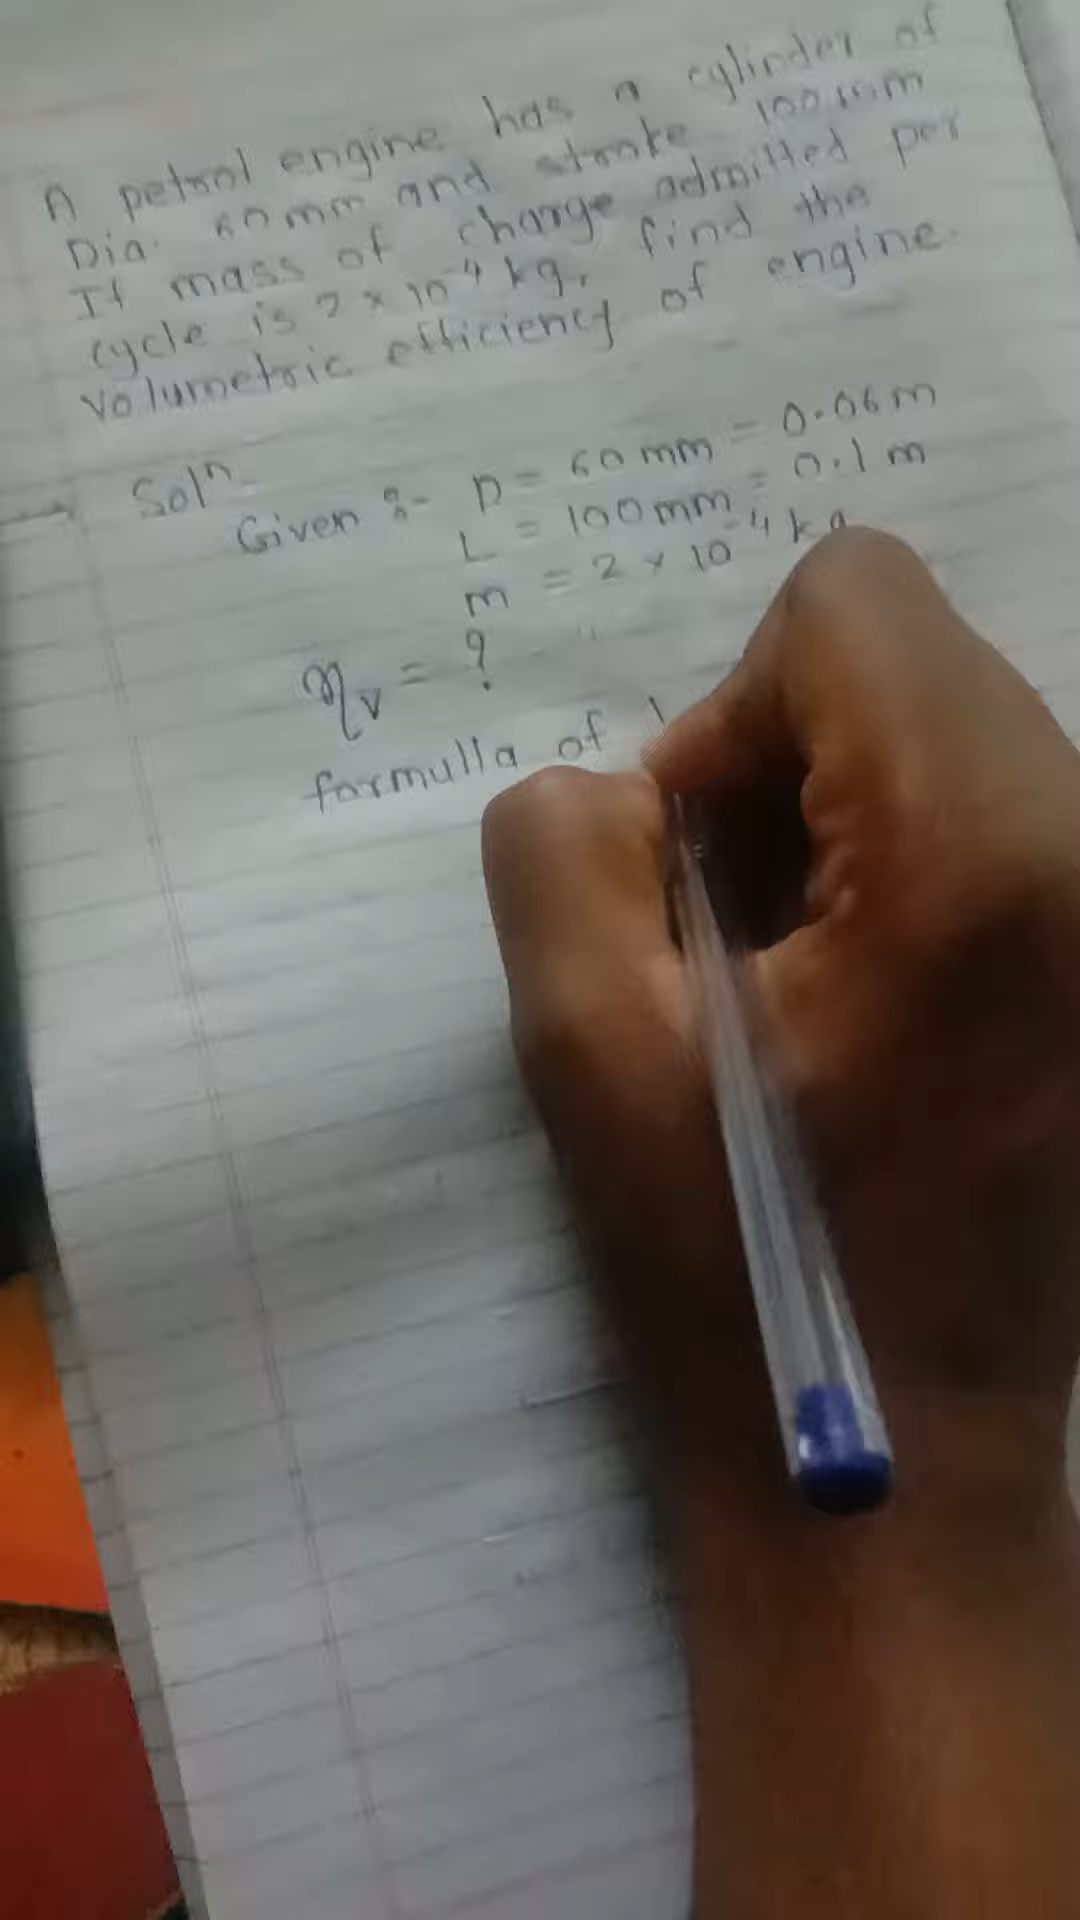 A petrol engine has a cylinder of
Dia. 60 mm and stroke 100 mm
If mass of charge admitted per
cycle is 2 × 10⁻⁴ kg, find the
volumetric efficiency of engine.
Solⁿ
Given :- D = 60 mm = 0.06 m
L = 100 mm = 0.1 m
m = 2 × 10⁻⁴ kg
ηv = ?
formulla of